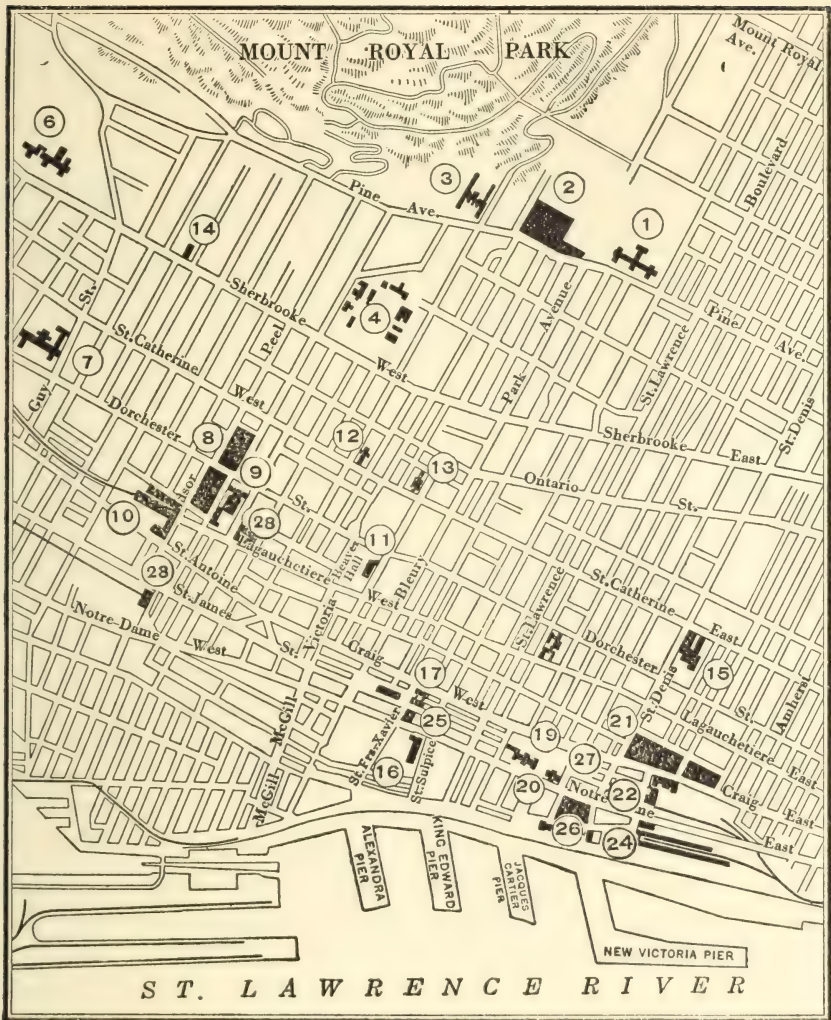 MOUNT ROYAL PARK
Mount Royal
Ave.
6
3
2
1
Boulevard
Pine Ave.
14
4
Sherbrooke
West
Peel
Avenue
Park
St. Lawrence
Pine Ave.
St. Denis
St.
Guy
7
St. Catherine
West
St.
Dorchester
West
8
9
12
13
Sherbrooke
East
Ontario
St.
10
dsor
28
Lagauchetiere
11
Beaver
Hall
Bleury
St. Antoine
23
St. James
St.
Notre-Dame
West
Victoria
St. Catherine
East
St. Lawrence
Dorchester
St.
15
St. Denis
Amherst
Craig
West
17
25
McGill
McGill
St. Frs. Xavier
St. Sulpice
16
19
20
27
21
Lagauchetiere
East
22
Craig
East
Notre
me
East
26
24
ALEXANDRA
PIER
KING EDWARD
PIER
JACQUES
CARTIER
PIER
NEW VICTORIA PIER
ST. LAWRENCE RIVER